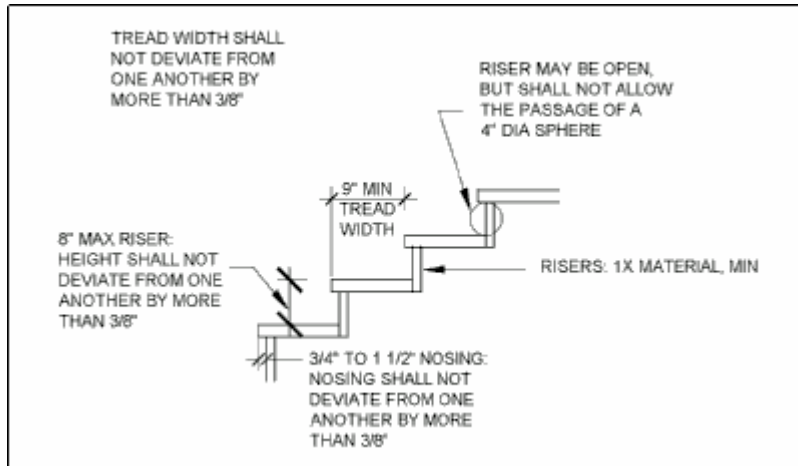 TREAD WIDTH SHALL
NOT DEVIATE FROM
ONE ANOTHER BY
MORE THAN 3/8"
RISER MAY BE OPEN,
BUT SHALL NOT ALLOW
THE PASSAGE OF A
4" DIA SPHERE
9" MIN
TREAD
WIDTH
8" MAX RISER:
HEIGHT SHALL NOT
DEVIATE FROM ONE
ANOTHER BY MORE
THAN 3/8"
RISERS: 1X MATERIAL, MIN
3/4" TO 1 1/2" NOSING:
NOSING SHALL NOT
DEVIATE FROM ONE
ANOTHER BY MORE
THAN 3/8"